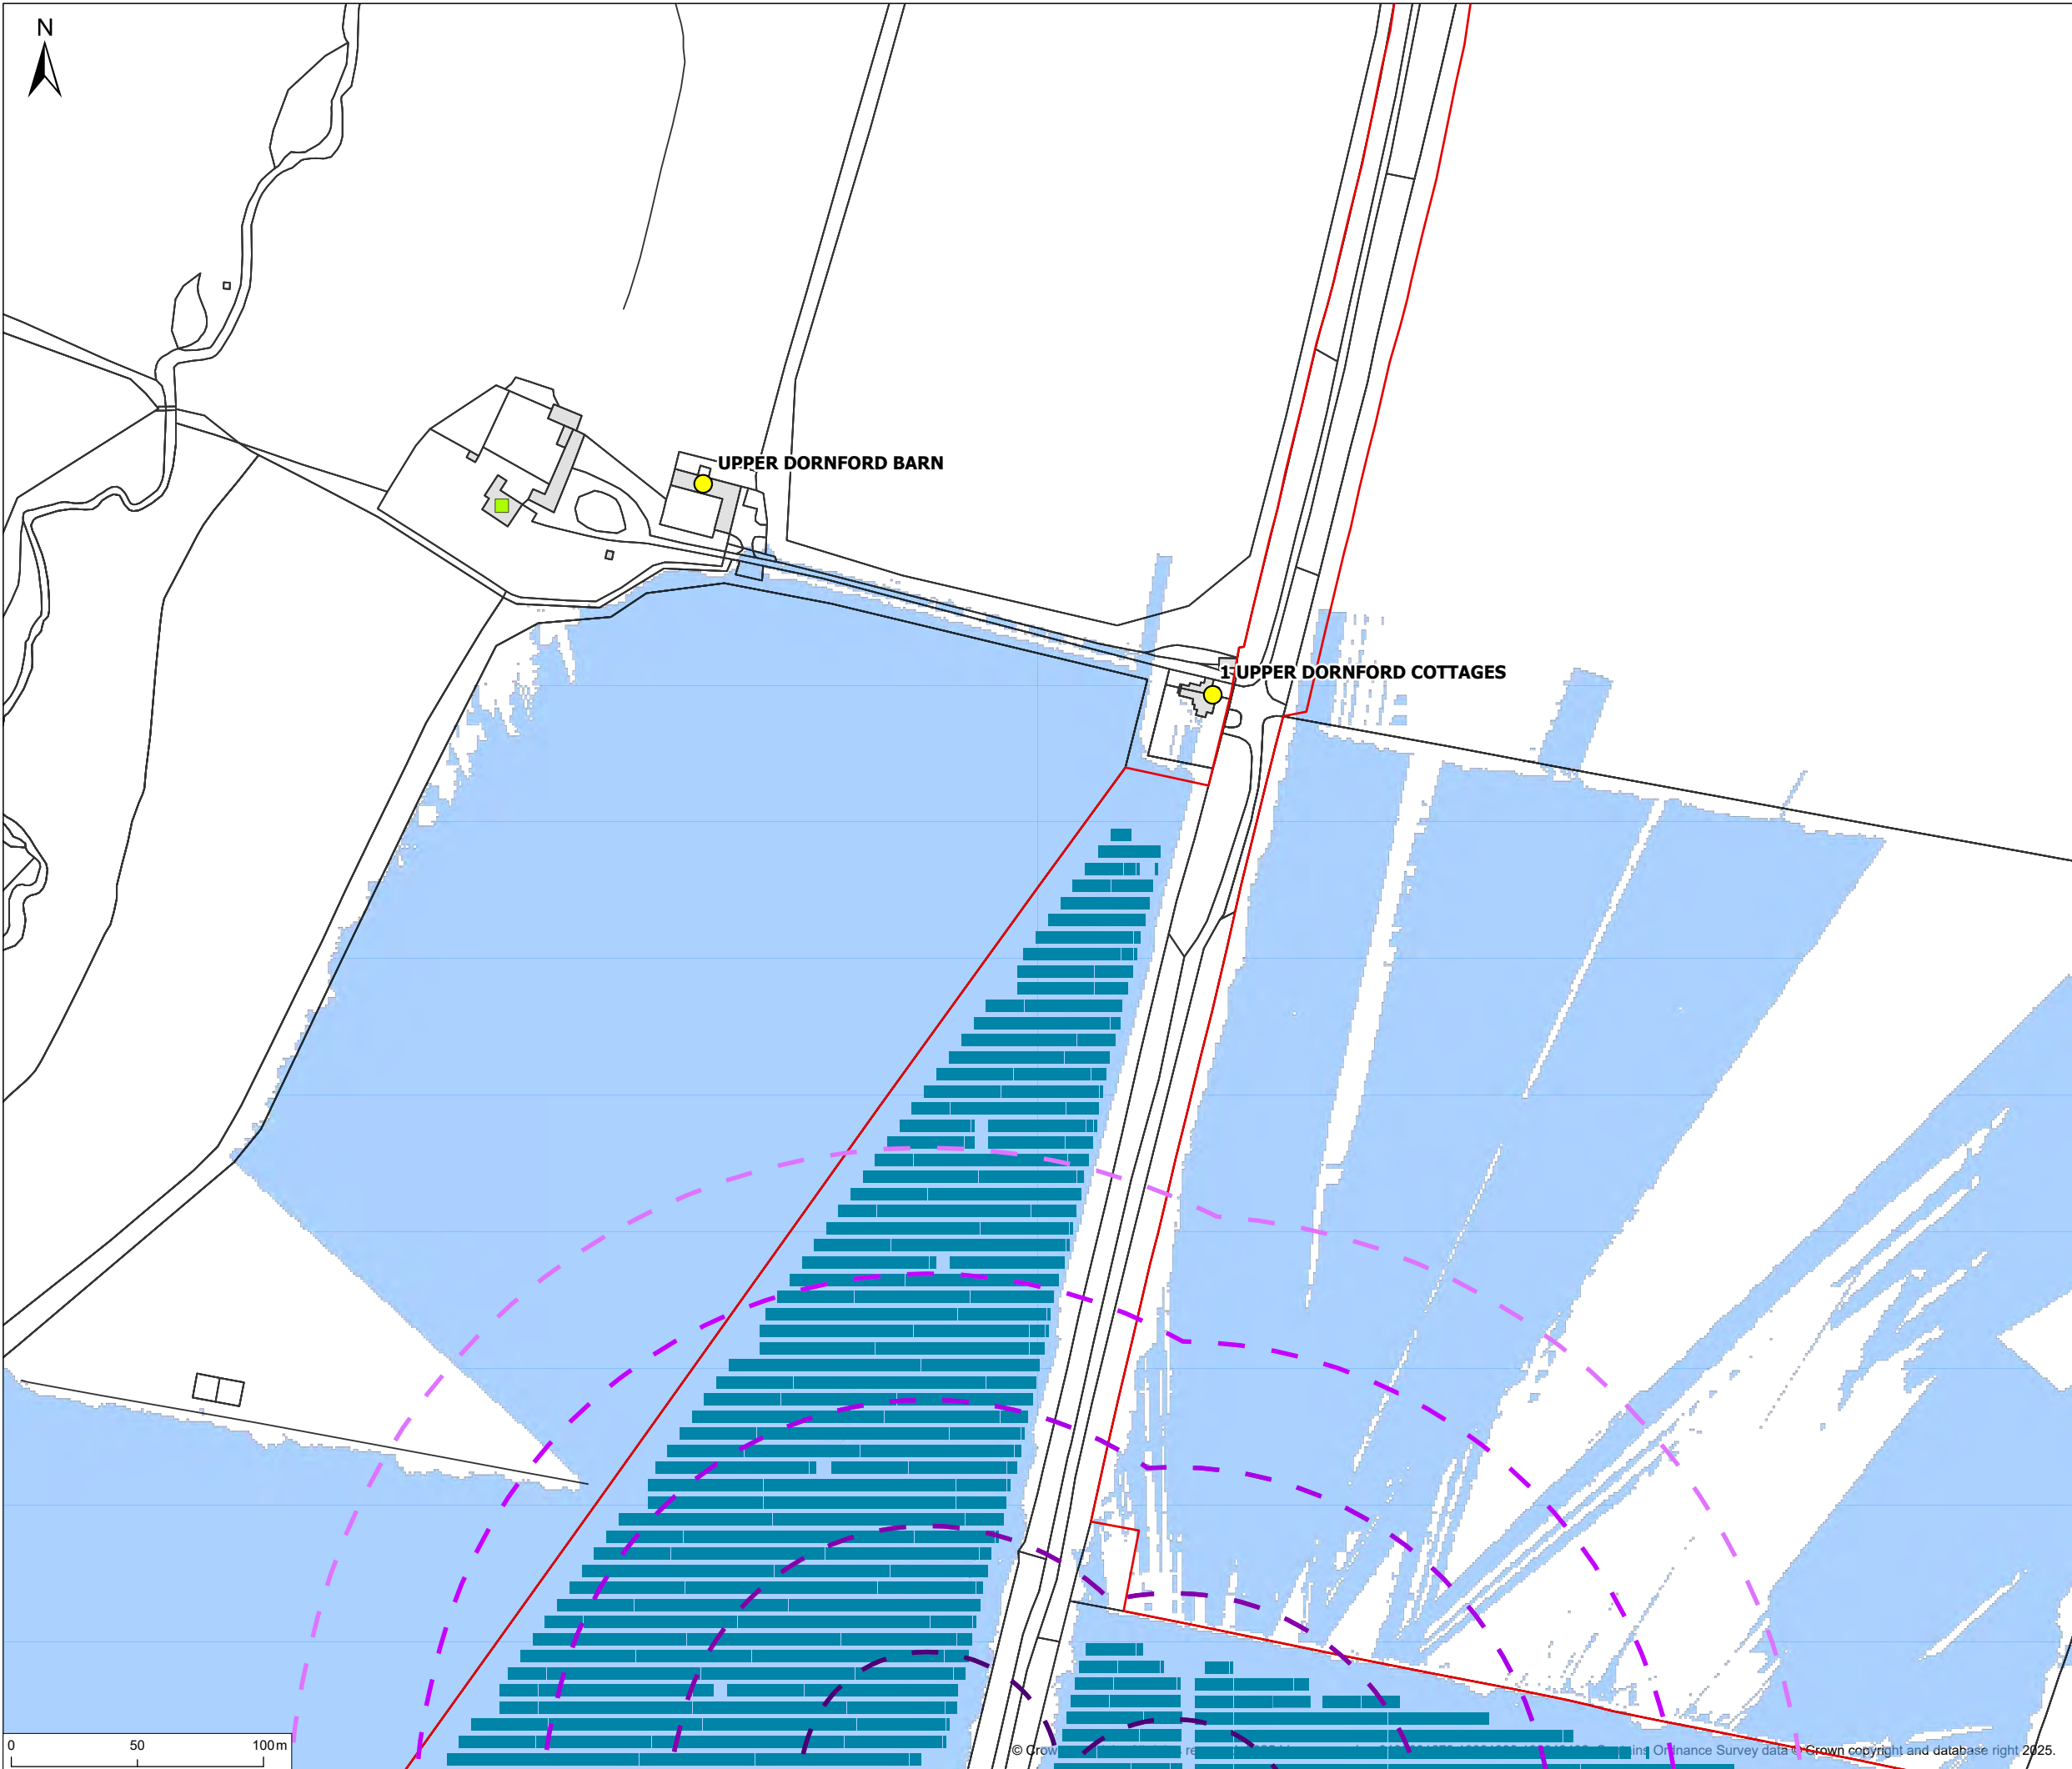 N
UPPER DORNFORD BARN
1 UPPER DORNFORD COTTAGES
0 50 100 m
Ordnance Survey data © Crown copyright and database right 2025.